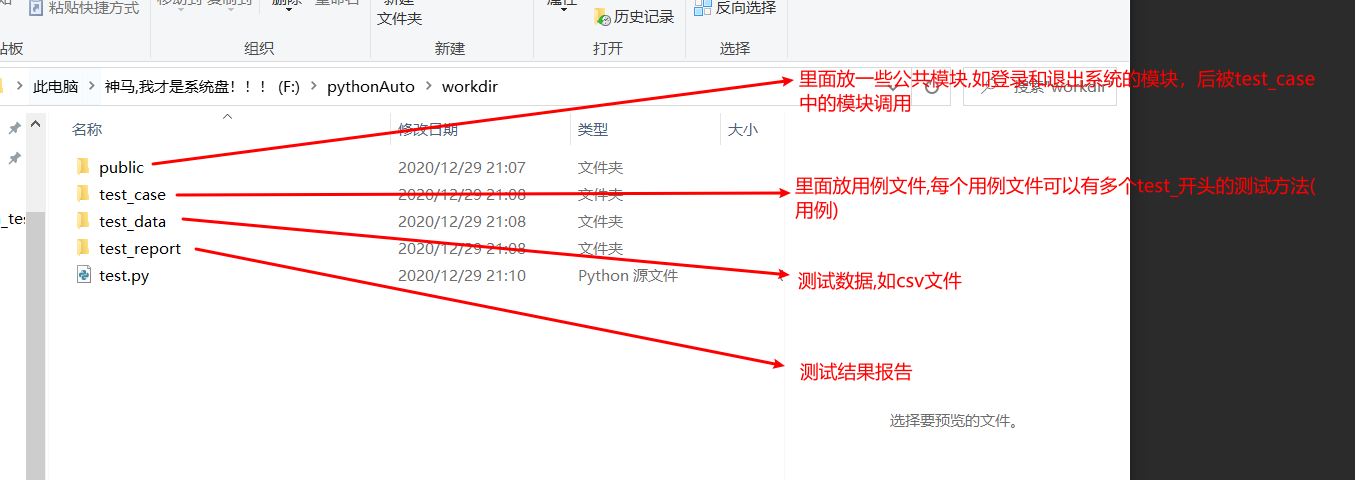 粘贴快捷方式
移动到 复制到
删除 重命名
新建
文件夹
属性
历史记录
反向选择
贴板
组织
新建
打开
选择
此电脑 > 神马,我才是系统盘！！！ (F:) > pythonAuto > workdir
搜索"workdir
里面放一些公共模块,如登录和退出系统的模块，后被test_case
中的模块调用
名称
修改日期
类型
大小
public
2020/12/29 21:07
文件夹
test_case
2020/12/29 21:08
文件夹
里面放用例文件,每个用例文件可以有多个test_开头的测试方法(
用例)
test_data
2020/12/29 21:08
文件夹
_tes
test_report
2020/12/29 21:08
文件夹
test.py
2020/12/29 21:10
Python 源文件
测试数据,如csv文件
测试结果报告
选择要预览的文件。